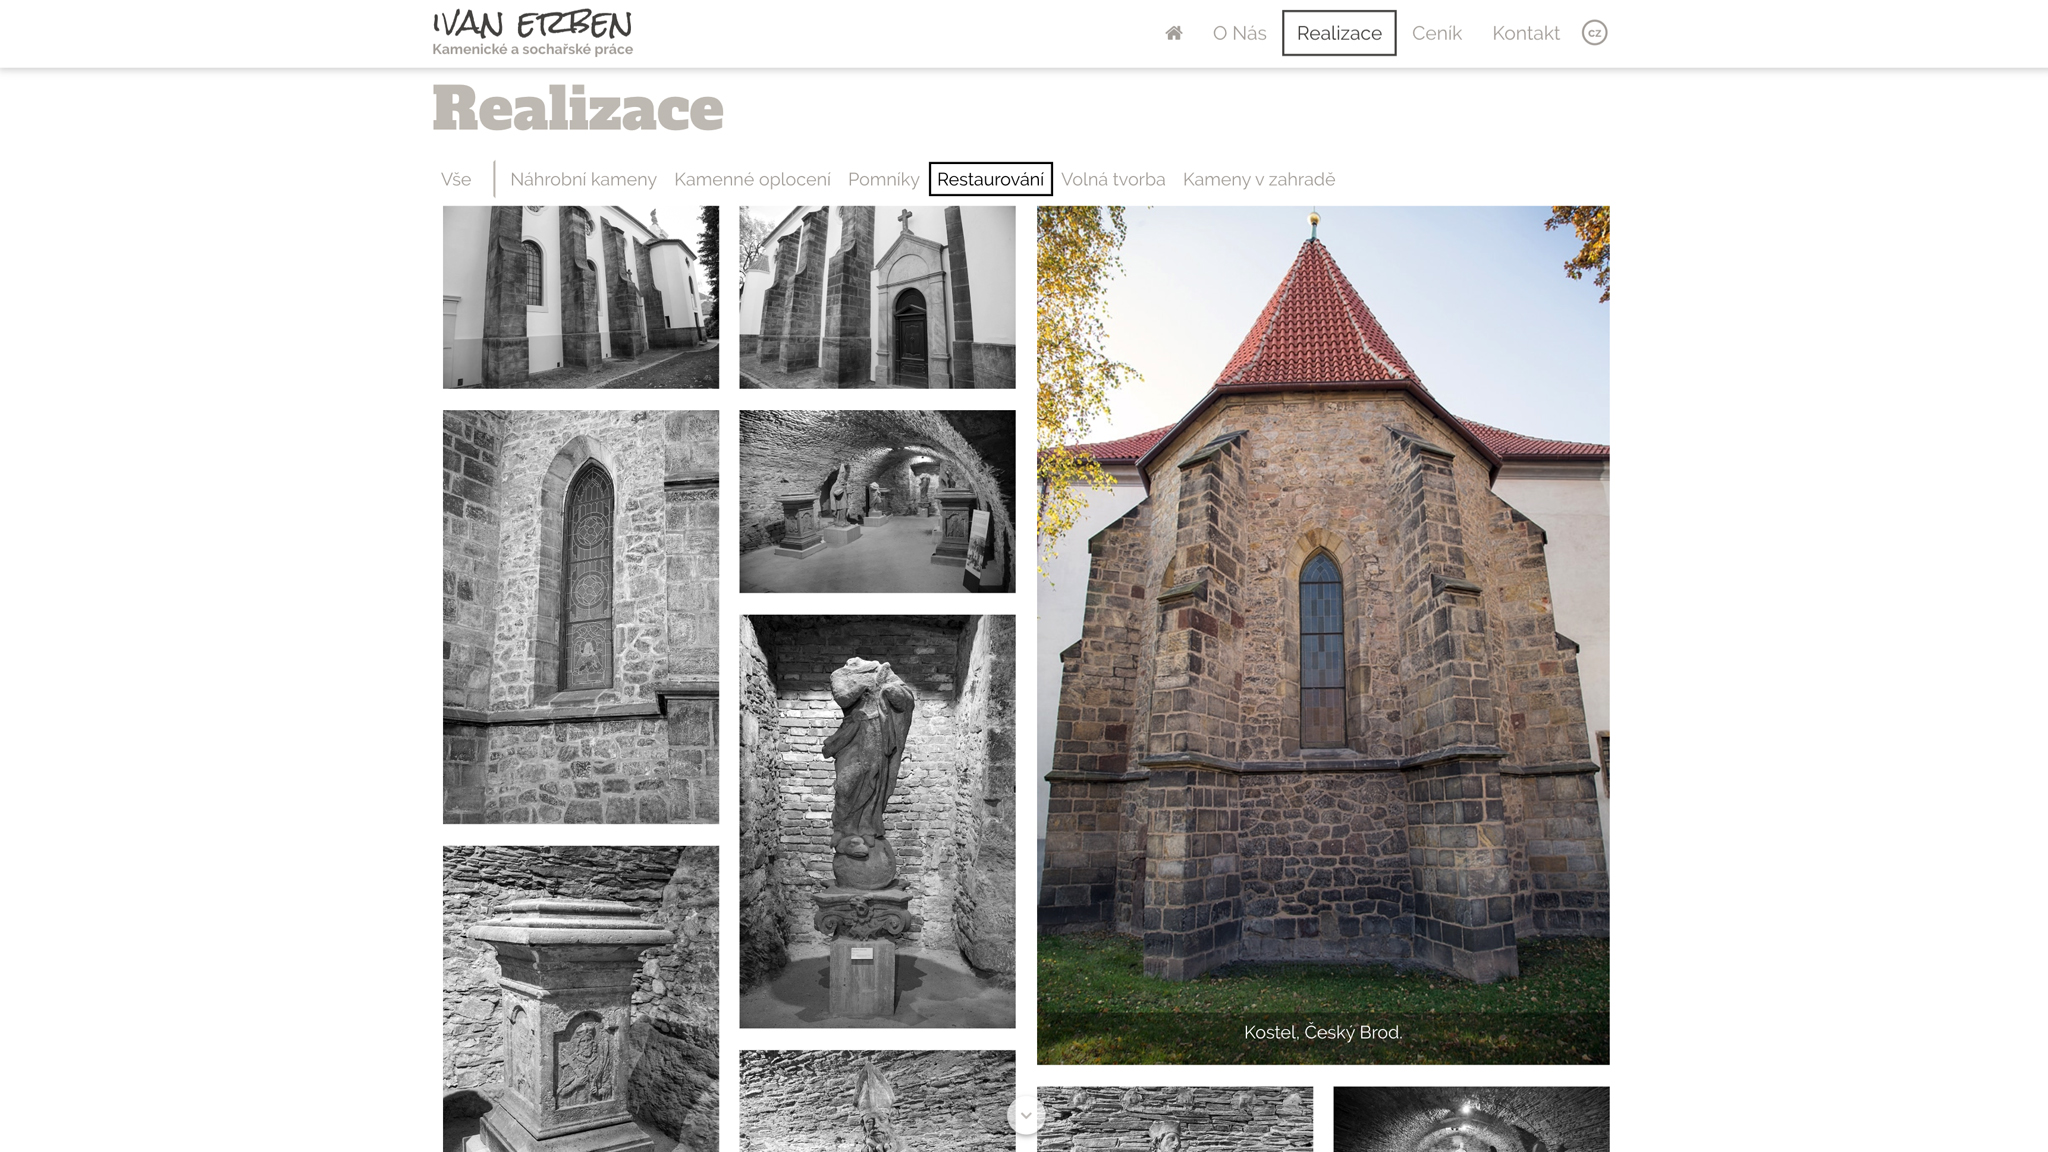 IVAN ERBEN
Kamenické a sochařské práce
O Nás
Realizace
Ceník
Kontakt
CZ
Realizace
Vše
Náhrobní kameny
Kamenné oplocení
Pomníky
Restaurování
Volná tvorba
Kameny v zahradě
Kostel, Český Brod.